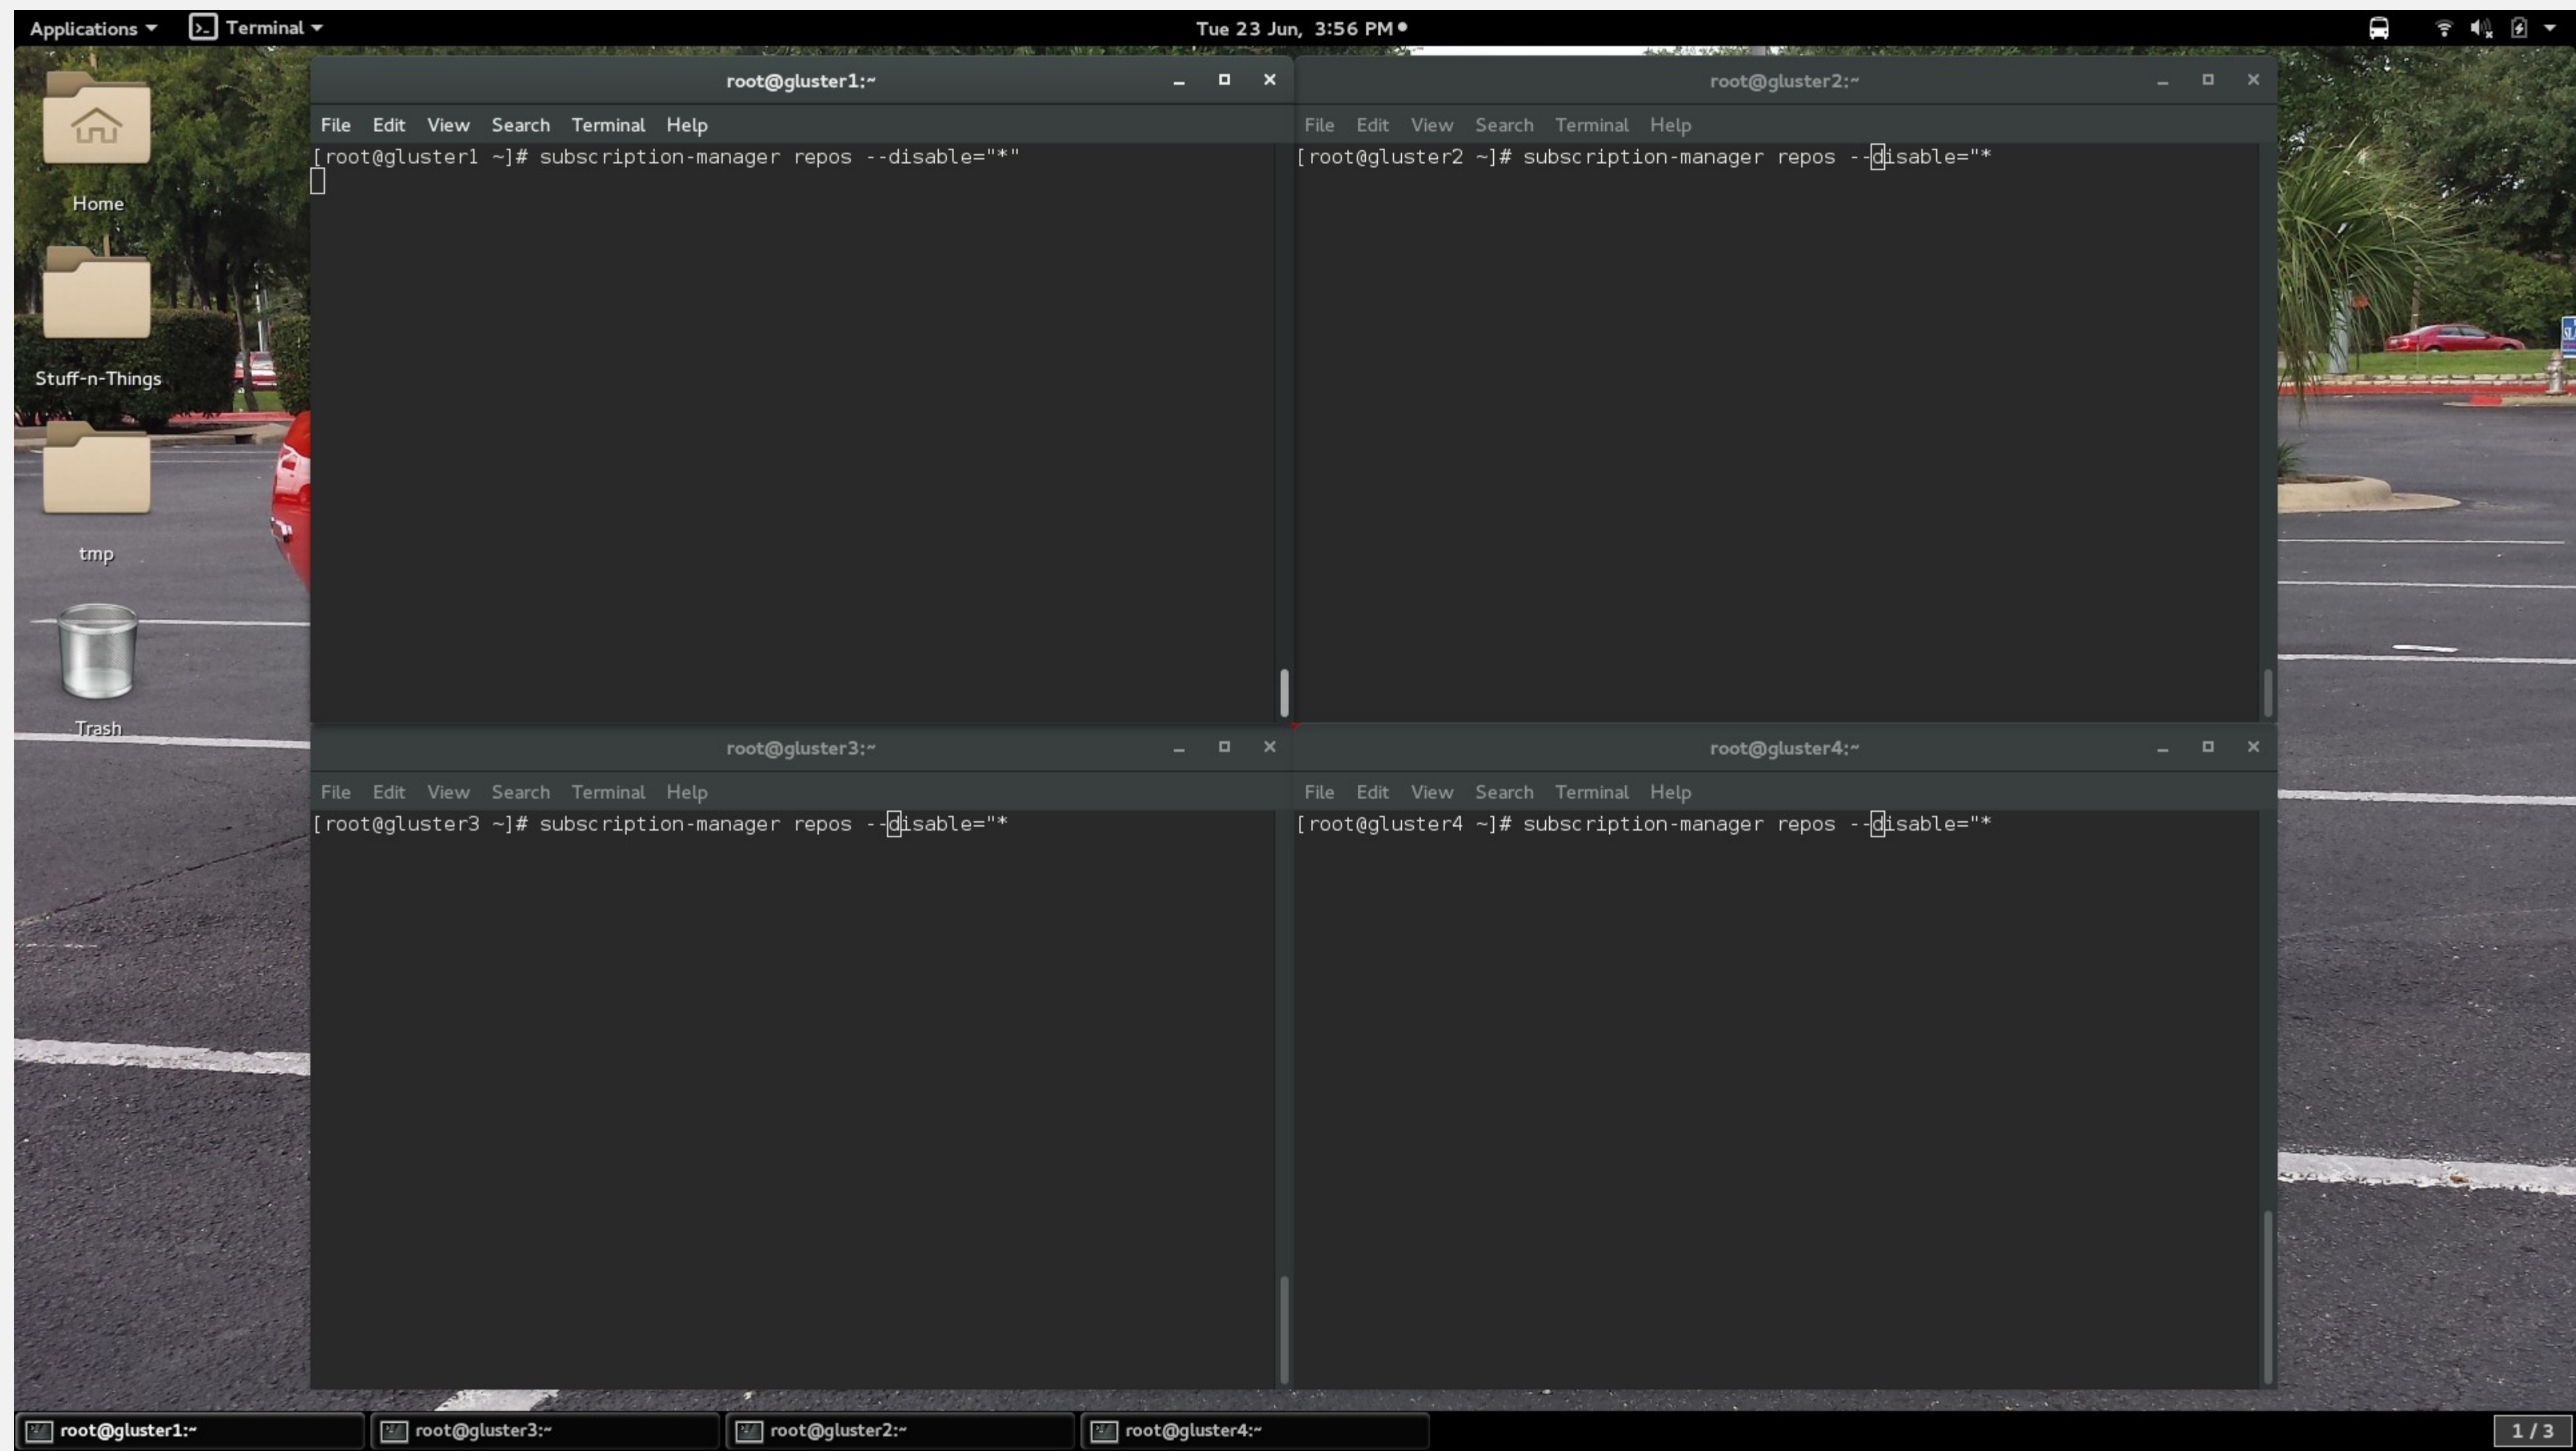 Applications Terminal Tue 23 Jun, 3:56 PM
root@gluster1:~
File Edit View Search Terminal Help
[root@gluster1 ~]# subscription-manager repos --disable="*"
root@gluster2:~
File Edit View Search Terminal Help
[root@gluster2 ~]# subscription-manager repos --disable="*
Home
Stuff-n-Things
tmp
Trash
root@gluster3:~
File Edit View Search Terminal Help
[root@gluster3 ~]# subscription-manager repos --disable="*
root@gluster4:~
File Edit View Search Terminal Help
[root@gluster4 ~]# subscription-manager repos --disable="*
root@gluster1:~ root@gluster3:~ root@gluster2:~ root@gluster4:~ 1 / 3